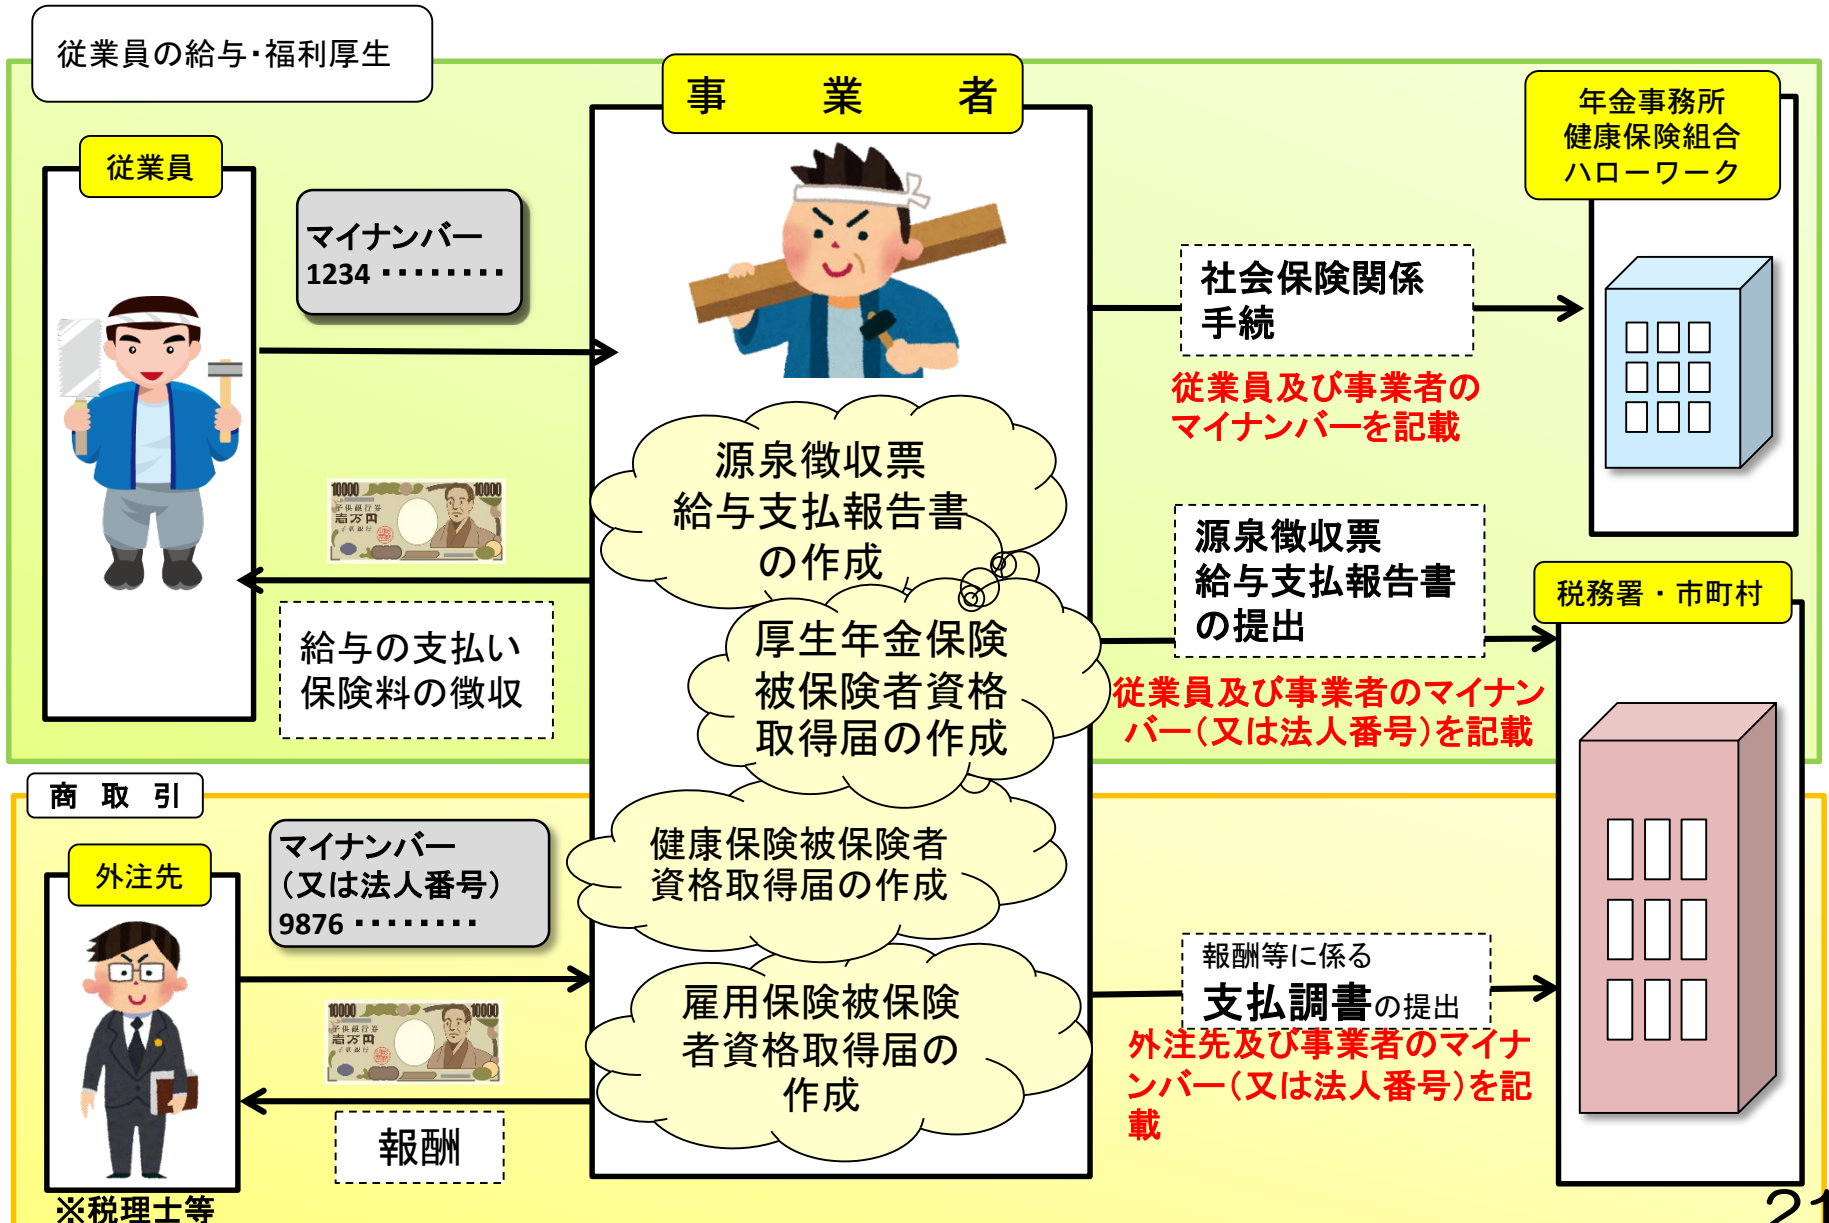 従業員の給与・福利厚生
事業者
年金事務所
健康保険組合
ハローワーク
従業員
マイナンバー
1234 ・・・・・・・・
社会保険関係
手続
従業員及び事業者の
マイナンバーを記載
源泉徴収票
給与支払報告書
の作成
源泉徴収票
給与支払報告書
の提出
10000
10000
壱万円
税務署・市町村
給与の支払い
保険料の徴収
厚生年金保険
被保険者資格
取得届の作成
従業員及び事業者のマイナン
バー(又は法人番号)を記載
商取引
外注先
マイナンバー
(又は法人番号)
9876 ・・・・・・・・
健康保険被保険者
資格取得届の作成
報酬等に係る
支払調書の提出
外注先及び事業者のマイナ
ンバー(又は法人番号)を記
載
10000
10000
壱万円
雇用保険被保険
者資格取得届の
作成
報酬
※税理士等
21